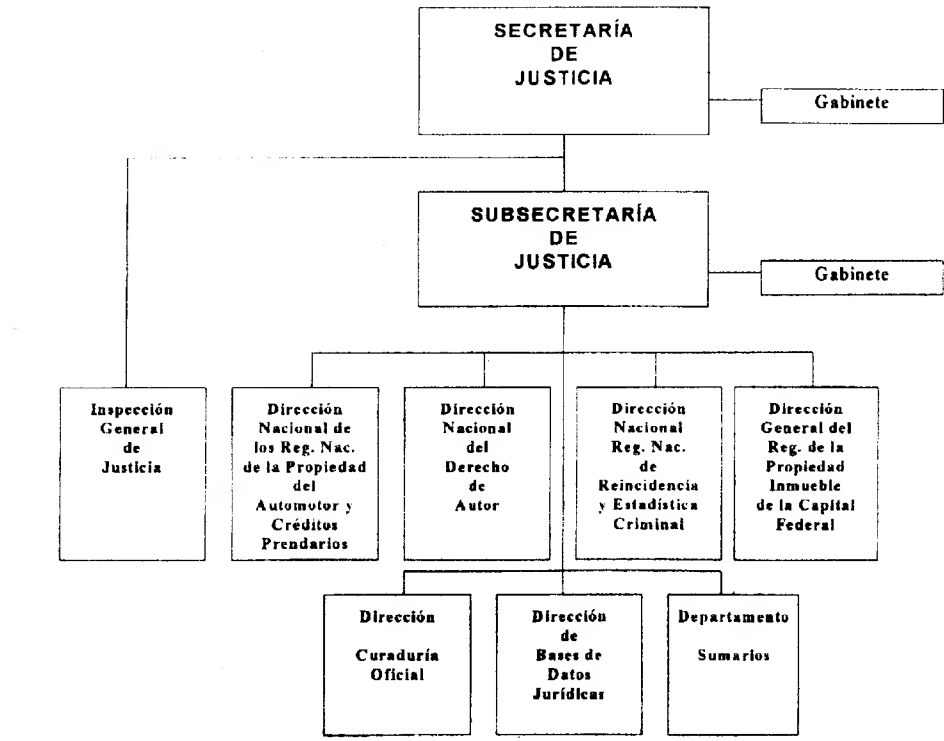 SECRETARÍA
DE
JUSTICIA
Gabinete
SUBSECRETARÍA
DE
JUSTICIA
Gabinete
Inspección
General
de
Justicia
Dirección
Nacional de
los Reg. Nac.
de la Propiedad
del
Automotor y
Créditos
Prendarios
Dirección
Nacional
del
Derecho
de
Autor
Dirección
Nacional
Reg. Nac.
de
Reincidencia
y Estadística
Criminal
Dirección
General del
Reg. de la
Propiedad
Inmueble
de la Capital
Federal
Dirección
Curaduría
Oficial
Dirección
de
Bases de
Datos
Jurídicas
Departamento
Sumarios